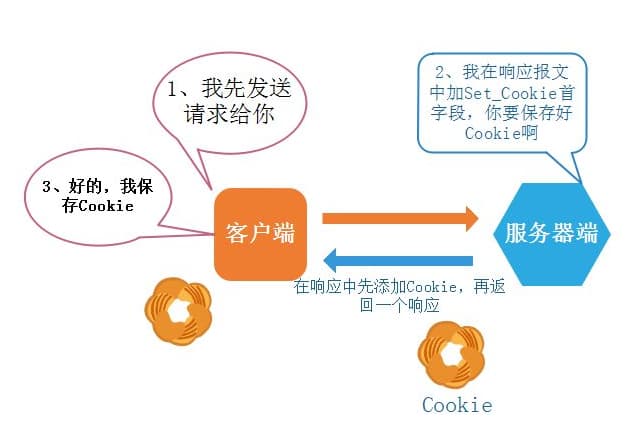 1、我先发送
请求给你
2、我在响应报文
中加Set_Cookie首
字段，你要保存好
Cookie啊
3、好的，我保
存Cookie
客户端
服务器端
在响应中先添加Cookie，再返
回一个响应
Cookie